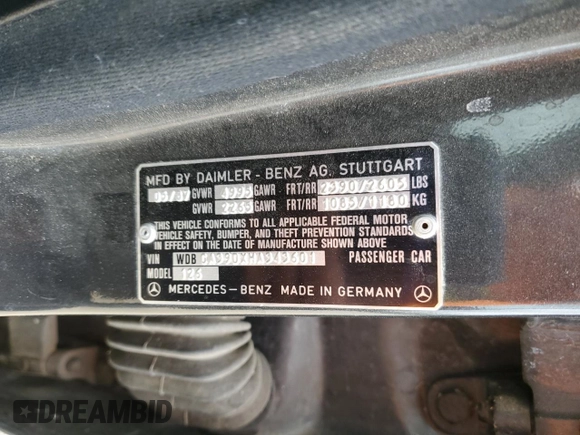 MFD BY DAIMLER - BENZ AG. STUTTGART
GVWR 4995 GAWR FRT/RR 2390/2605 LBS
GVWR 2265 GAWR FRT/RR 1085/1180 KG
THIS VEHICLE CONFORMS TO ALL APPLICABLE FEDERAL MOTOR
VEHICLE SAFETY, BUMPER, AND THEFT PREVENTION STANDARDS
IN EFFECT ON THE DATE OF MANUFACTURE SHOWN ABOVE.
VIN WDB PASSENGER CAR
MODEL 126
MERCEDES-BENZ MADE IN GERMANY
DREAMBID